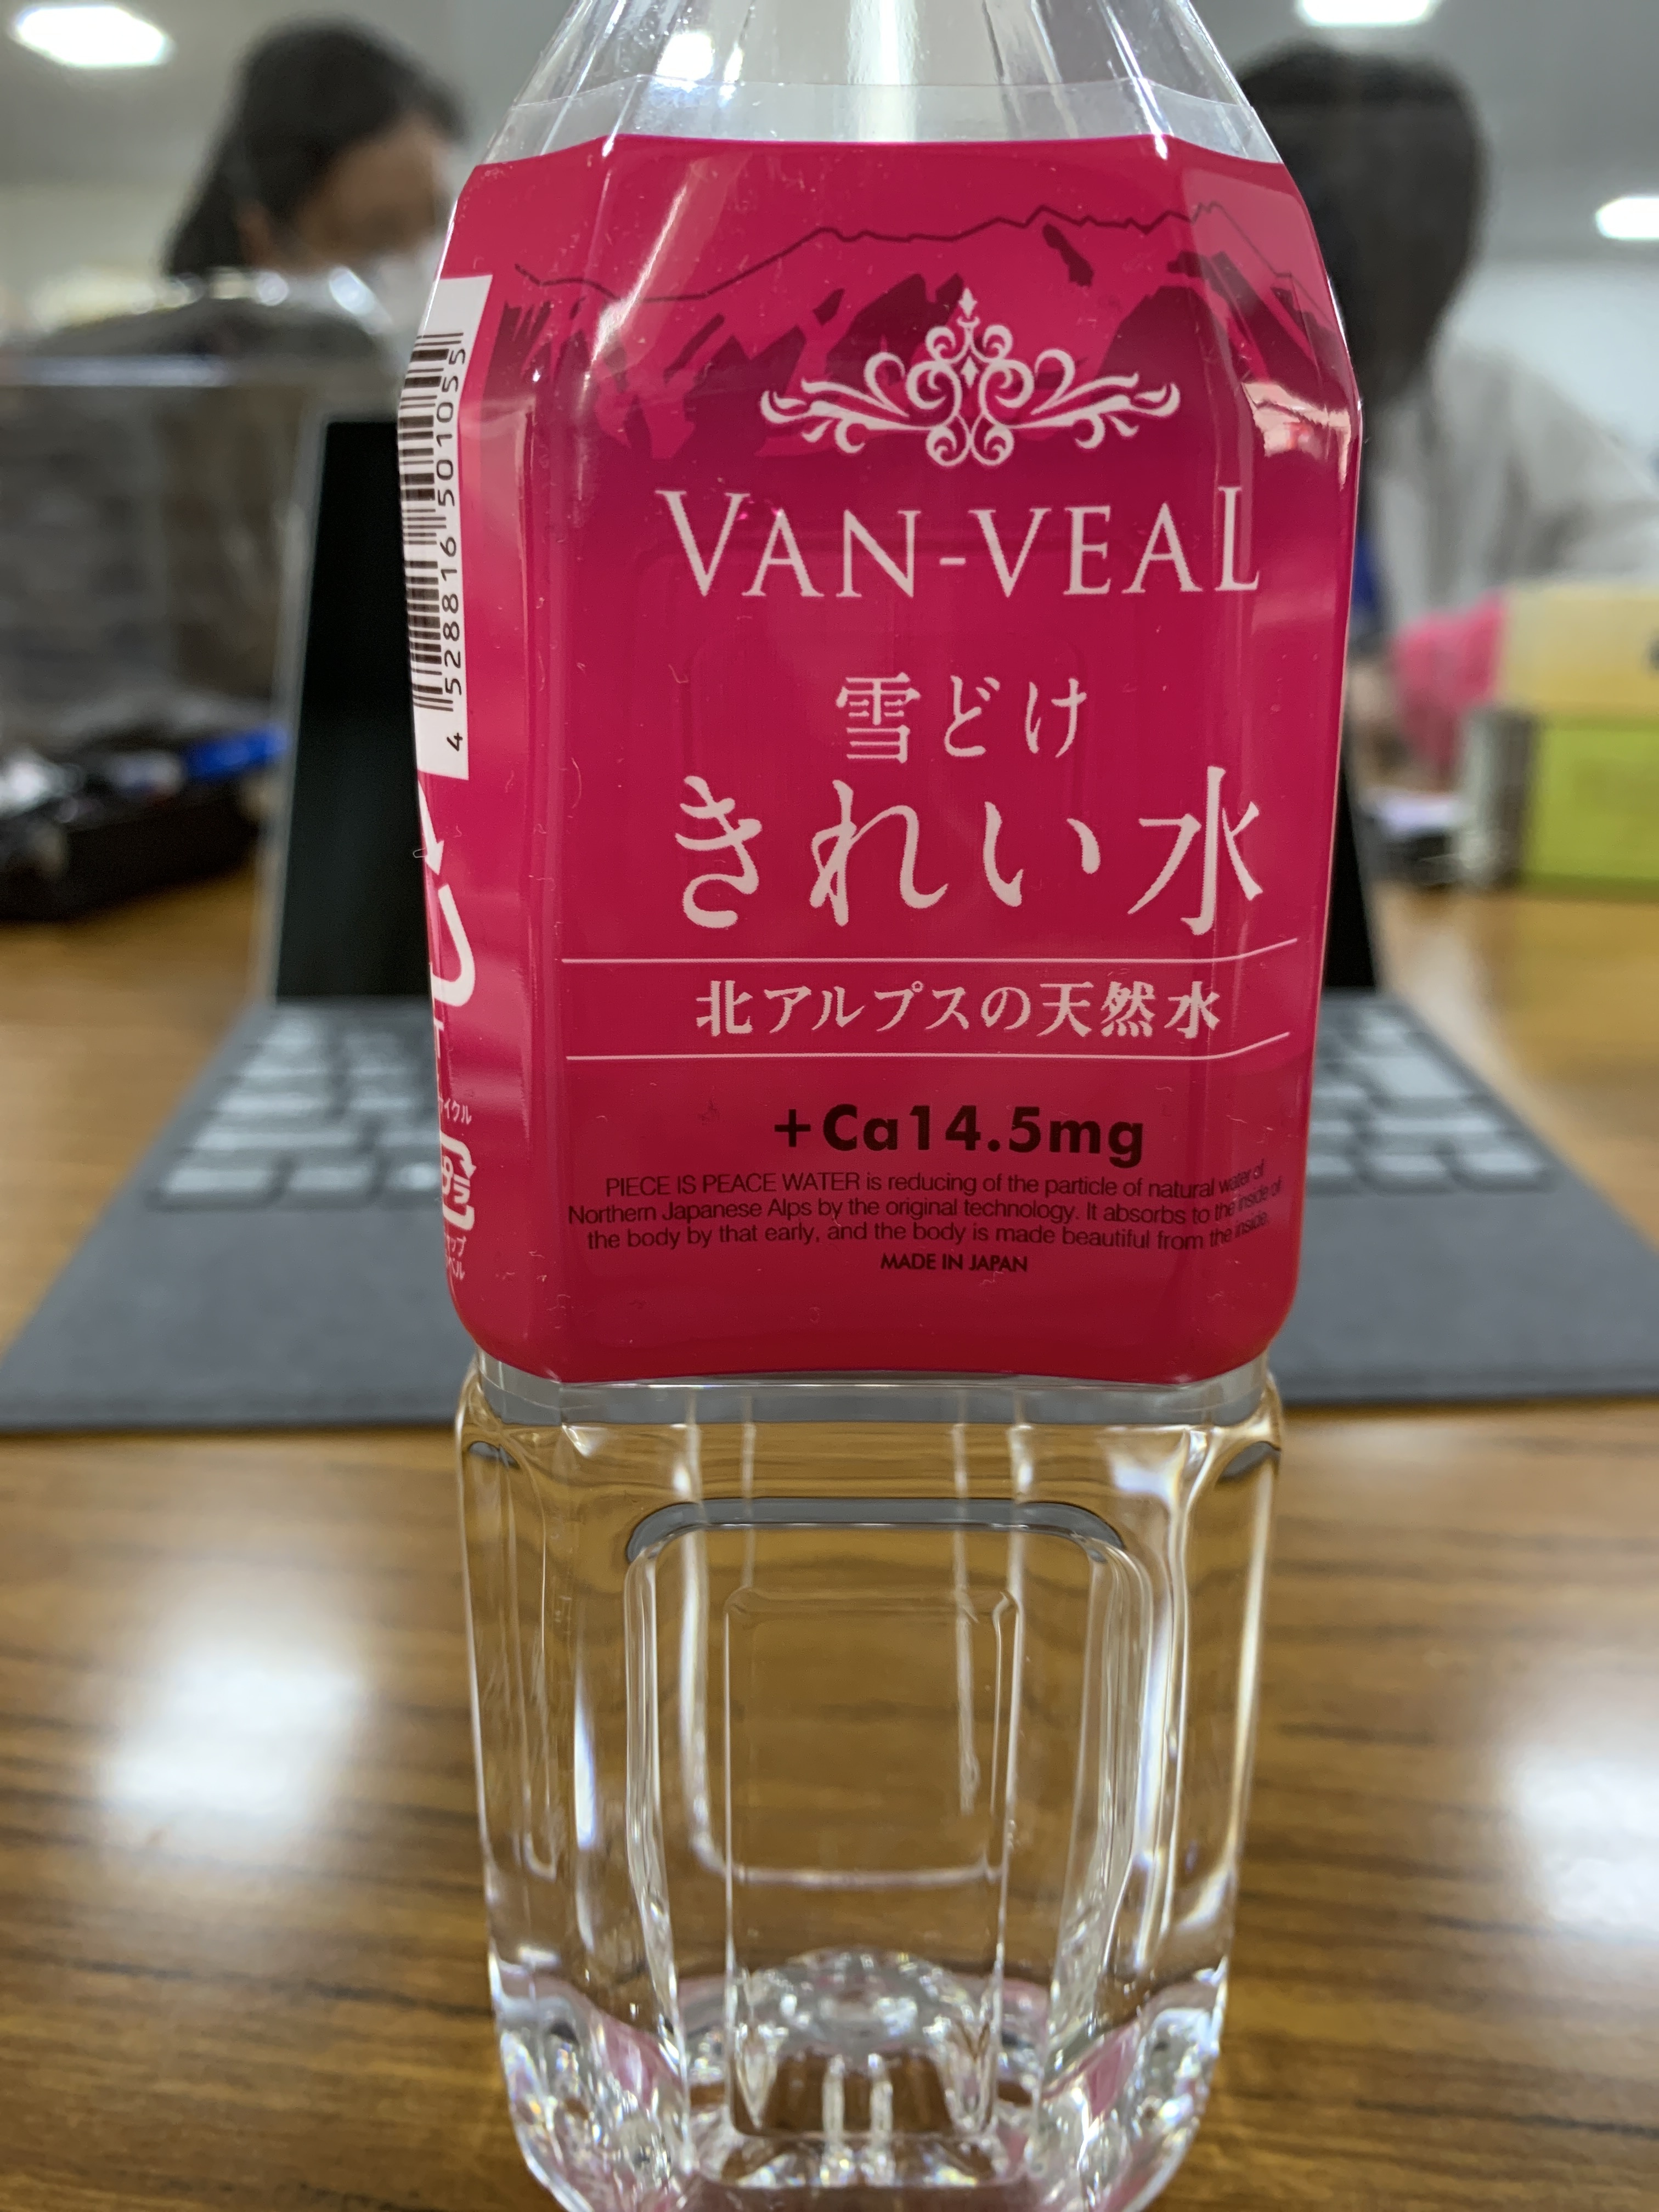 VAN-VEAL
雪どけ
きれい水
北アルプスの天然水
+Ca14.5mg
PIECE IS PEACE WATER is reducing of the particle of natural water of
Northern Japanese Alps by the original technology. It absorbs to the inside of
the body by that early, and the body is made beautiful from the inside.
MADE IN JAPAN
4 528816 501055